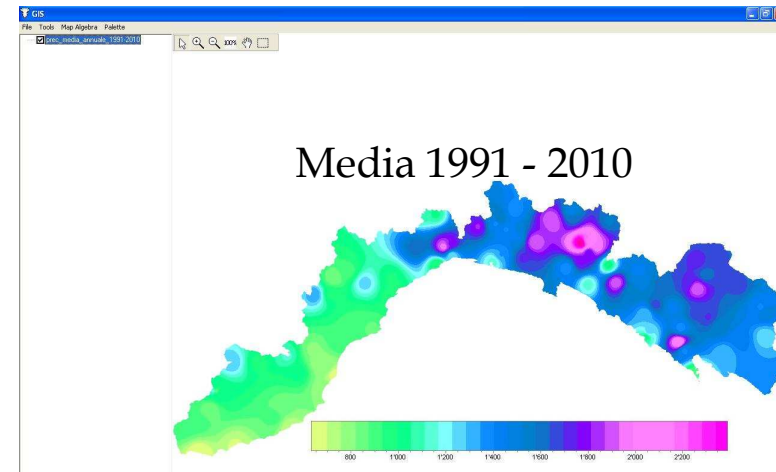 GIS
File Tools Map Algebra Palette
prec_media_annuale_1991-2010
100%
Media 1991 - 2010
800 1'000 1'200 1'400 1'600 1'800 2'000 2'200